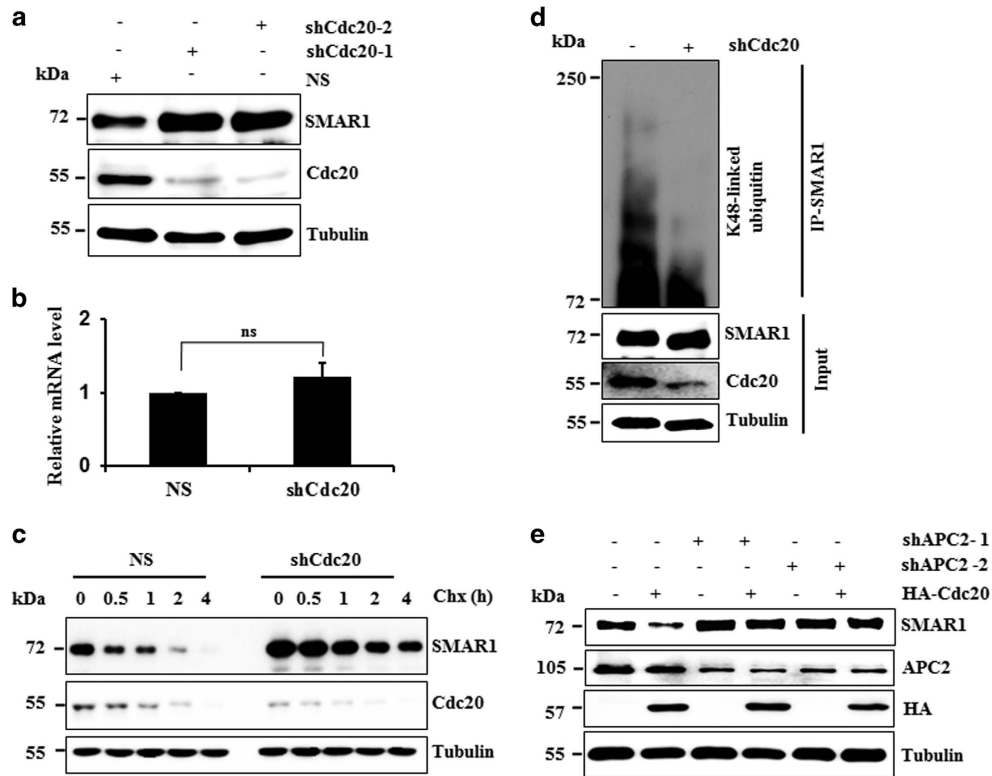 a
- - + shCdc20-2
- + - shCdc20-1
+ - - NS
kDa
72 SMAR1
55 Cdc20
55 Tubulin
b
Relative mRNA level
2
1
0
ns
NS shCdc20
c
NS shCdc20
kDa 0 0.5 1 2 4 0 0.5 1 2 4 Chx (h)
72 SMAR1
55 Cdc20
55 Tubulin
d
kDa - + shCdc20
250
72
K48-linked
ubiquitin
IP-SMAR1
72 SMAR1
55 Cdc20
55 Tubulin
Input
e
- - + + - - shAPC2-1
- - - - + + shAPC2-2
- + - + - + HA-Cdc20
kDa
72 SMAR1
105 APC2
57 HA
55 Tubulin